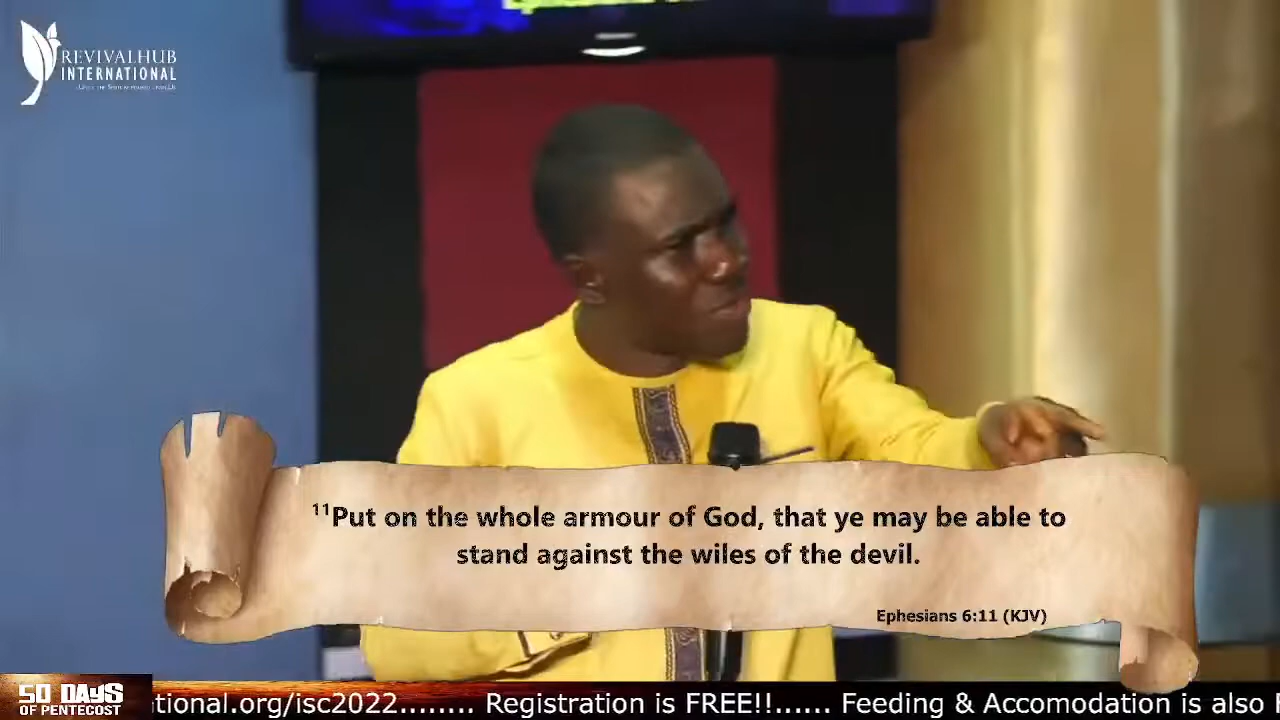 REVIVALHUB
INTERNATIONAL
11Put on the whole armour of God, that ye may be able to
stand against the wiles of the devil.
Ephesians 6:11 (KJV)
50 DAYS
OF PENTECOST
tional.org/isc2022........ Registration is FREE!!...... Feeding & Accomodation is also